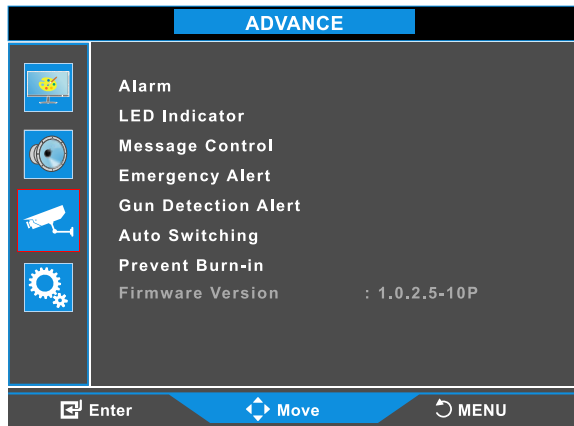 ADVANCE
Alarm
LED Indicator
Message Control
Emergency Alert
Gun Detection Alert
Auto Switching
Prevent Burn-in
Firmware Version : 1.0.2.5-10P
Enter Move MENU